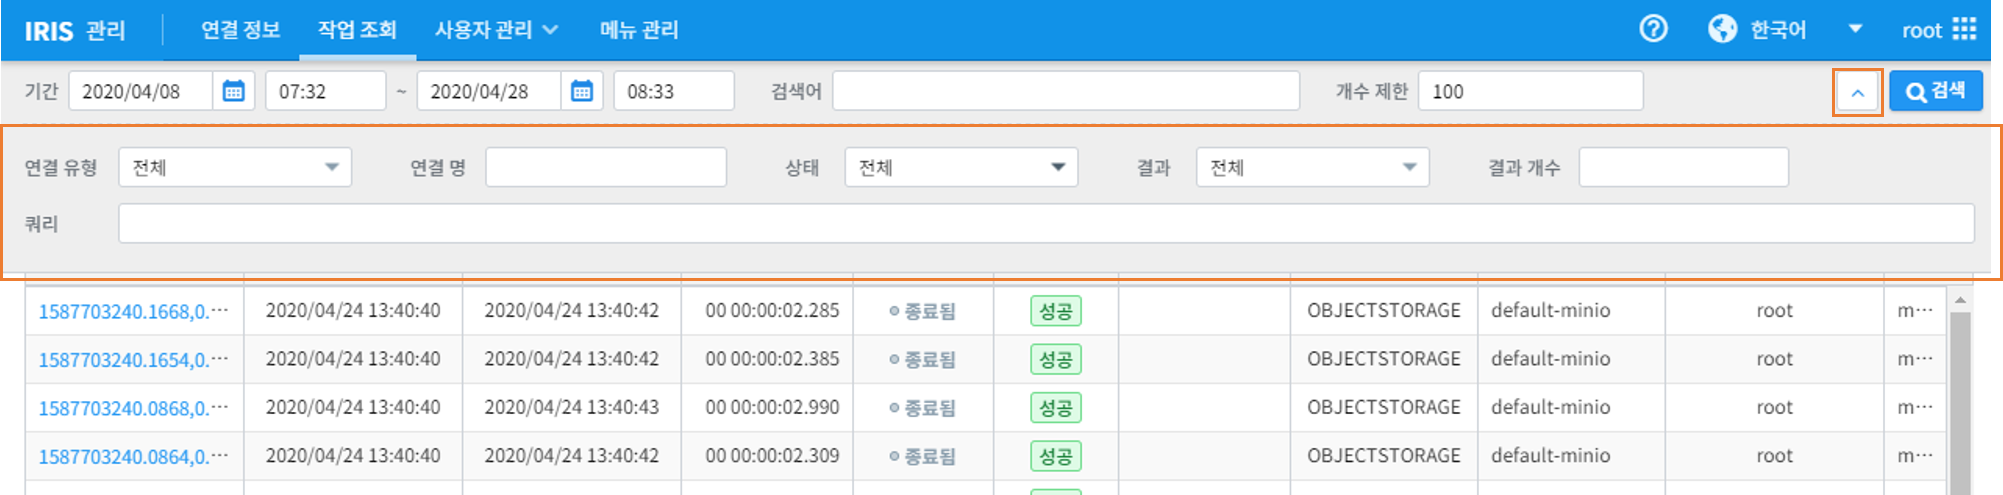 IRIS 관리 연결 정보 작업 조회 사용자 관리 메뉴 관리 한국어 root
기간 2020/04/08 07:32 ~ 2020/04/28 08:33 검색어 개수 제한 100 검색
연결 유형 전체 연결 명 상태 전체 결과 전체 결과 개수
쿼리
1587703240.1668,0.… 2020/04/24 13:40:40 2020/04/24 13:40:42 00 00:00:02.285 종료됨 성공 OBJECTSTORAGE default-minio root m…
1587703240.1654,0.… 2020/04/24 13:40:40 2020/04/24 13:40:42 00 00:00:02.385 종료됨 성공 OBJECTSTORAGE default-minio root m…
1587703240.0868,0.… 2020/04/24 13:40:40 2020/04/24 13:40:43 00 00:00:02.990 종료됨 성공 OBJECTSTORAGE default-minio root m…
1587703240.0864,0.… 2020/04/24 13:40:40 2020/04/24 13:40:42 00 00:00:02.309 종료됨 성공 OBJECTSTORAGE default-minio root m…